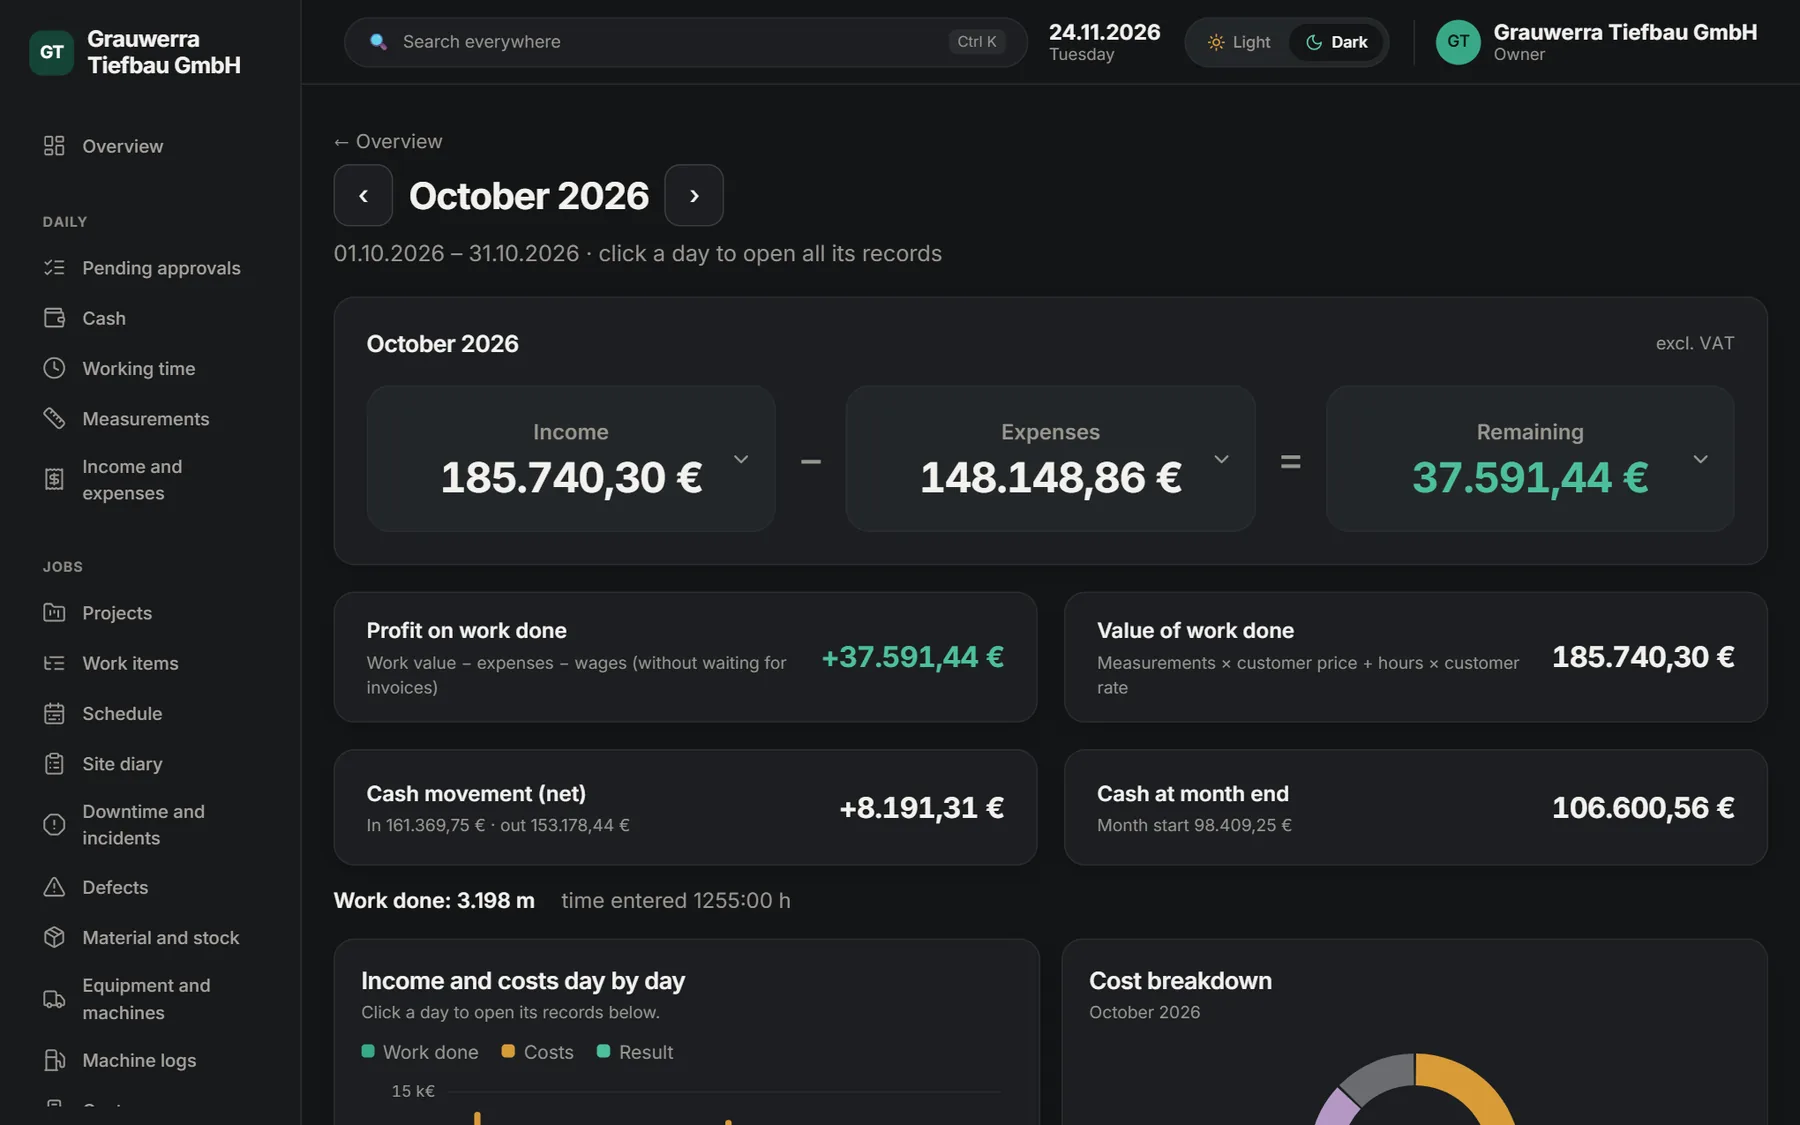 GT
Grauwerra
Tiefbau GmbH
Search everywhere
Ctrl K
24.11.2026
Tuesday
Light
Dark
GT
Grauwerra Tiefbau GmbH
Owner
Overview
DAILY
Pending approvals
Cash
Working time
Measurements
Income and
expenses
JOBS
Projects
Work items
Schedule
Site diary
Downtime and
incidents
Defects
Material and stock
Equipment and
machines
Machine logs
← Overview
‹ October 2026 ›
01.10.2026 – 31.10.2026 · click a day to open all its records
October 2026
excl. VAT
Income
185.740,30 €
–
Expenses
148.148,86 €
=
Remaining
37.591,44 €
Profit on work done
Work value – expenses – wages (without waiting for
invoices)
+37.591,44 €
Value of work done
Measurements × customer price + hours × customer
rate
185.740,30 €
Cash movement (net)
In 161.369,75 € · out 153.178,44 €
+8.191,31 €
Cash at month end
Month start 98.409,25 €
106.600,56 €
Work done: 3.198 m time entered 1255:00 h
Income and costs day by day
Click a day to open its records below.
Work done Costs Result
15 k€
Cost breakdown
October 2026